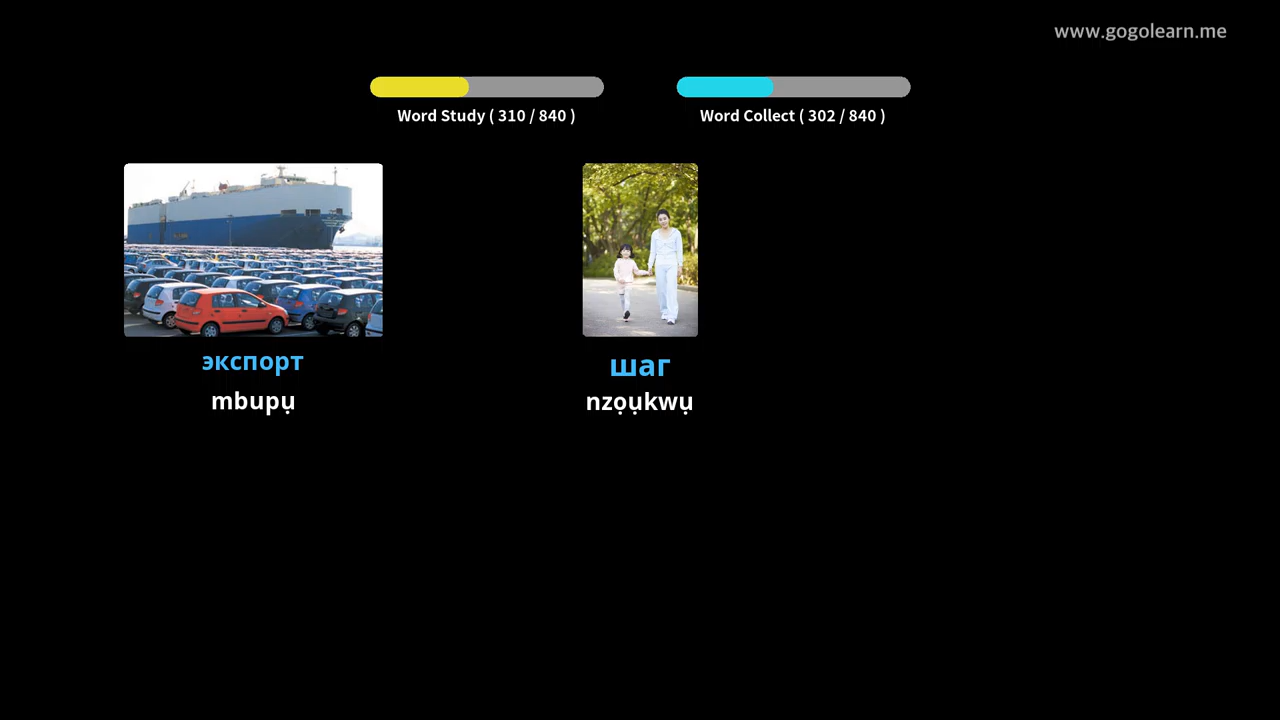 www.gogolearn.me
Word Study ( 310 / 840 )
Word Collect ( 302 / 840 )
экспорт
mbupụ
шаг
nzọụkwụ